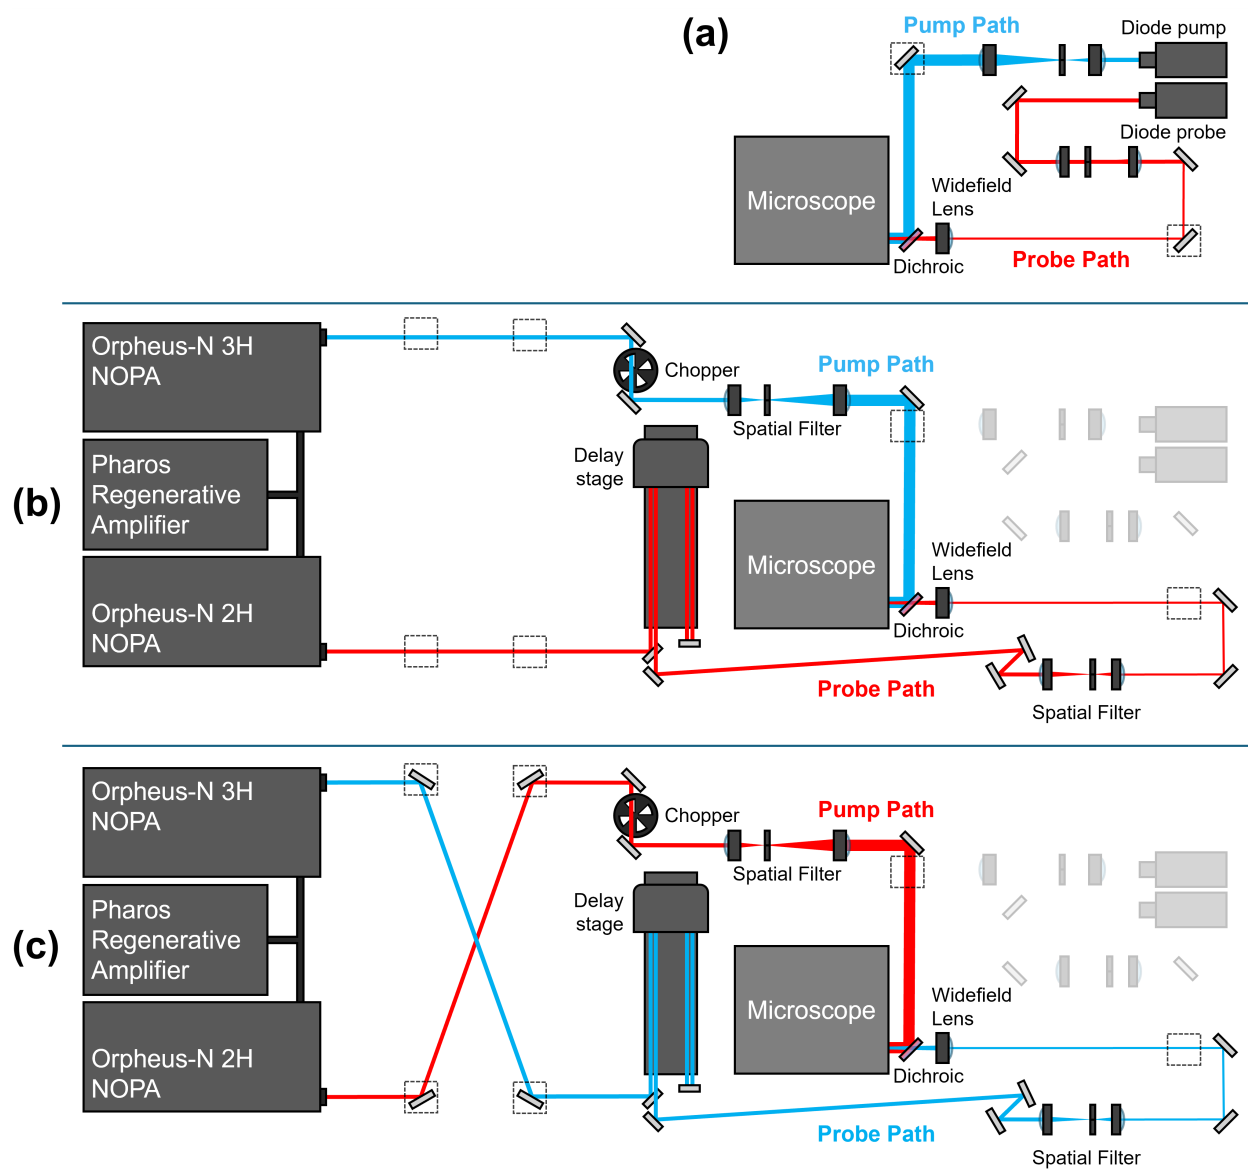 (a)
Pump Path
Diode pump
Diode probe
Microscope
Widefield
Lens
Dichroic
Probe Path
(b)
Orpheus-N 3H
NOPA
Pharos
Regenerative
Amplifier
Orpheus-N 2H
NOPA
Chopper
Pump Path
Spatial Filter
Delay
stage
Microscope
Widefield
Lens
Dichroic
Probe Path
Spatial Filter
(c)
Orpheus-N 3H
NOPA
Pharos
Regenerative
Amplifier
Orpheus-N 2H
NOPA
Chopper
Pump Path
Spatial Filter
Delay
stage
Microscope
Widefield
Lens
Dichroic
Probe Path
Spatial Filter